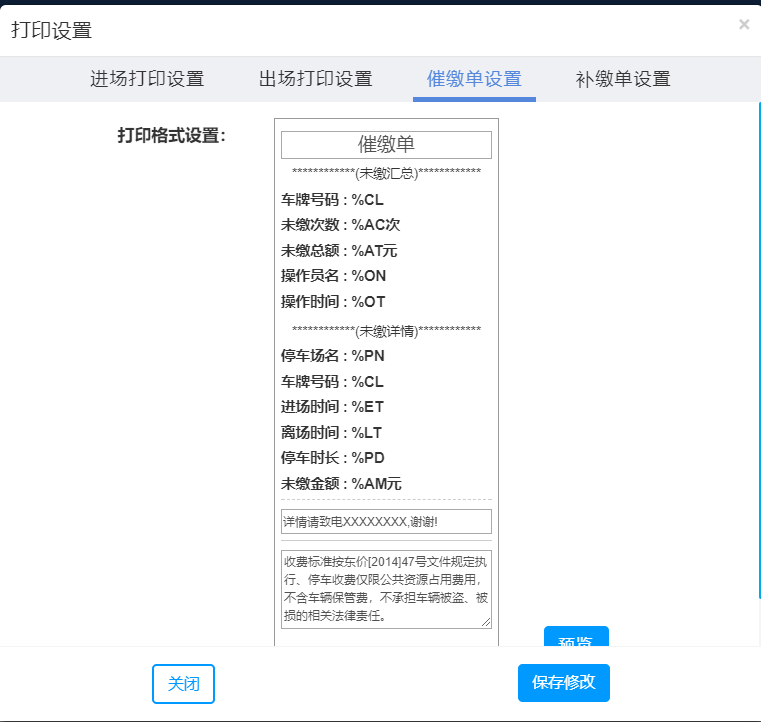 打印设置
×
进场打印设置 出场打印设置 催缴单设置 补缴单设置
打印格式设置：
催缴单
************(未缴汇总)************
车牌号码：%CL
未缴次数：%AC次
未缴总额：%AT元
操作员名：%ON
操作时间：%OT
************(未缴详情)************
停车场名：%PN
车牌号码：%CL
进场时间：%ET
离场时间：%LT
停车时长：%PD
未缴金额：%AM元
详情请致电XXXXXXXX,谢谢!
收费标准按东价[2014]47号文件规定执
行、停车收费仅限公共资源占用费用，
不含车辆保管费，不承担车辆被盗、被
损的相关法律责任。
预览
关闭 保存修改